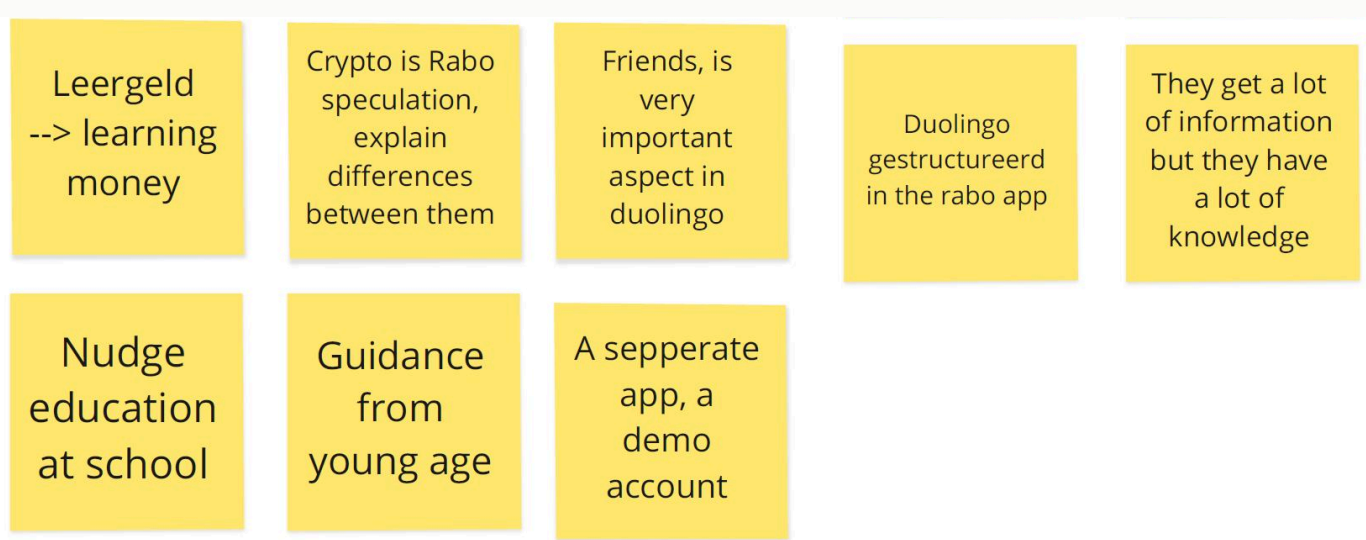 Leergeld
--> learning
money
Crypto is Rabo
speculation,
explain
differences
between them
Friends, is
very
important
aspect in
duolingo
Duolingo
gestructureerd
in the rabo app
They get a lot
of information
but they have
a lot of
knowledge
Nudge
education
at school
Guidance
from
young age
A sepperate
app, a
demo
account